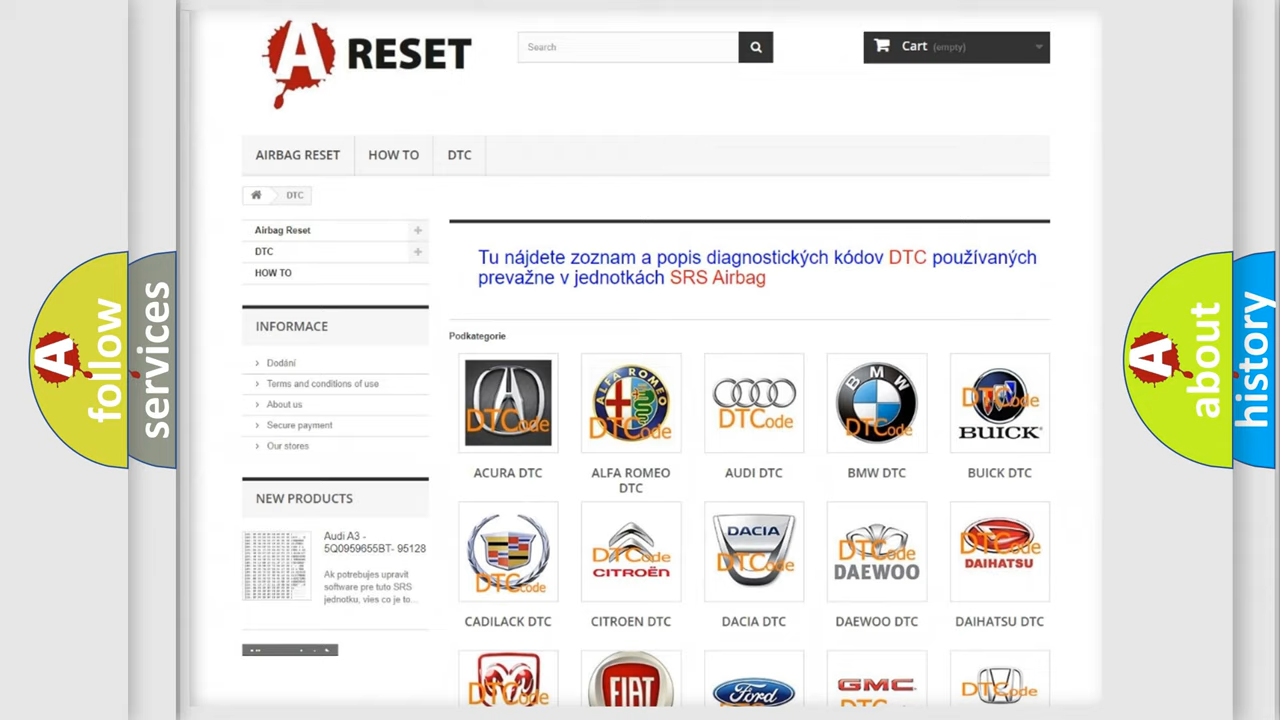 A RESET
Search
Cart (empty)
AIRBAG RESET
HOW TO
DTC
DTC
Airbag Reset
DTC
HOW TO
Tu nájdete zoznam a popis diagnostických kódov DTC používaných
prevažne v jednotkách SRS Airbag
INFORMACE
Dodání
Terms and conditions of use
About us
Secure payment
Our stores
Podkategorie
DTCode
ALFA ROMEO
DTCode
DTCode
BMW
DTCode
DTCode
BUICK
ACURA DTC
ALFA ROMEO
DTC
AUDI DTC
BMW DTC
BUICK DTC
NEW PRODUCTS
Audi A3 -
5Q0959655BT- 95128
Ak potrebujes upravit
software pre tuto SRS
jednotku, vies co je to...
DTCode
DTCode
CITROËN
DACIA
DTCode
DTCode
DAEWOO
DTCode
DAIHATSU
CADILACK DTC
CITROEN DTC
DACIA DTC
DAEWOO DTC
DAIHATSU DTC
DTCode
FIAT
Ford
GMC
DTCode
A follow
services
A about
history